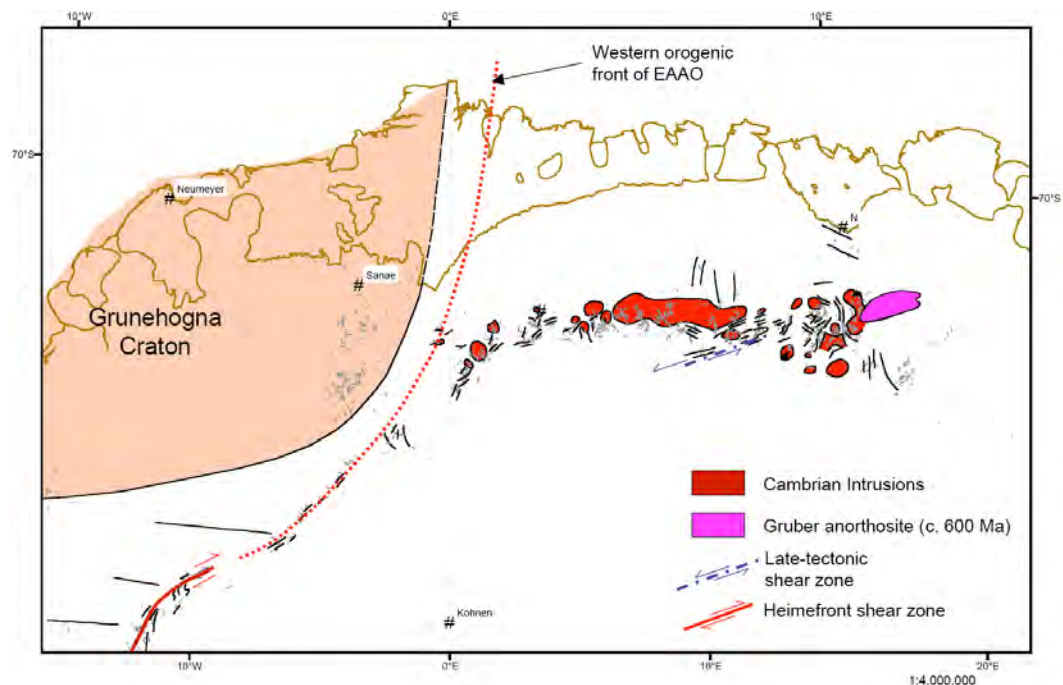 10°W
0°E
10°E
Western orogenic
front of EAAO
70°S
70°S
Neumeyer
N
Sanae
Grunehogna
Craton
Cambrian Intrusions
Gruber anorthosite (c. 600 Ma)
Late-tectonic
shear zone
Heimefront shear zone
Kohnen
10°W
0°E
10°E
20°E
1:4.000.000